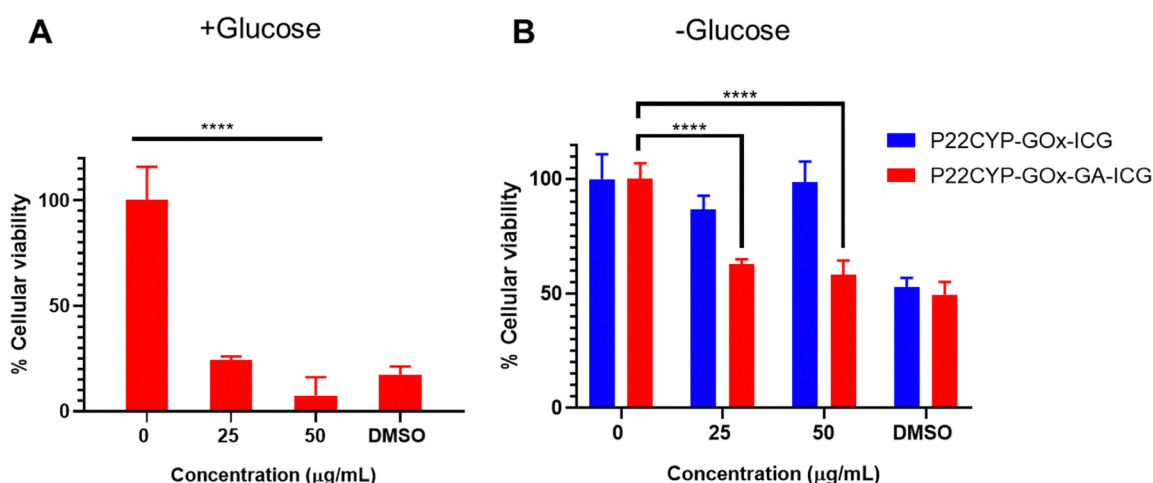 A
+Glucose
****
% Cellular viability
100
50
0
0 25 50 DMSO
Concentration (μg/mL)
B
-Glucose
****
****
% Cellular viability
100
50
0
0 25 50 DMSO
Concentration (μg/mL)
P22CYP-GOx-ICG
P22CYP-GOx-GA-ICG